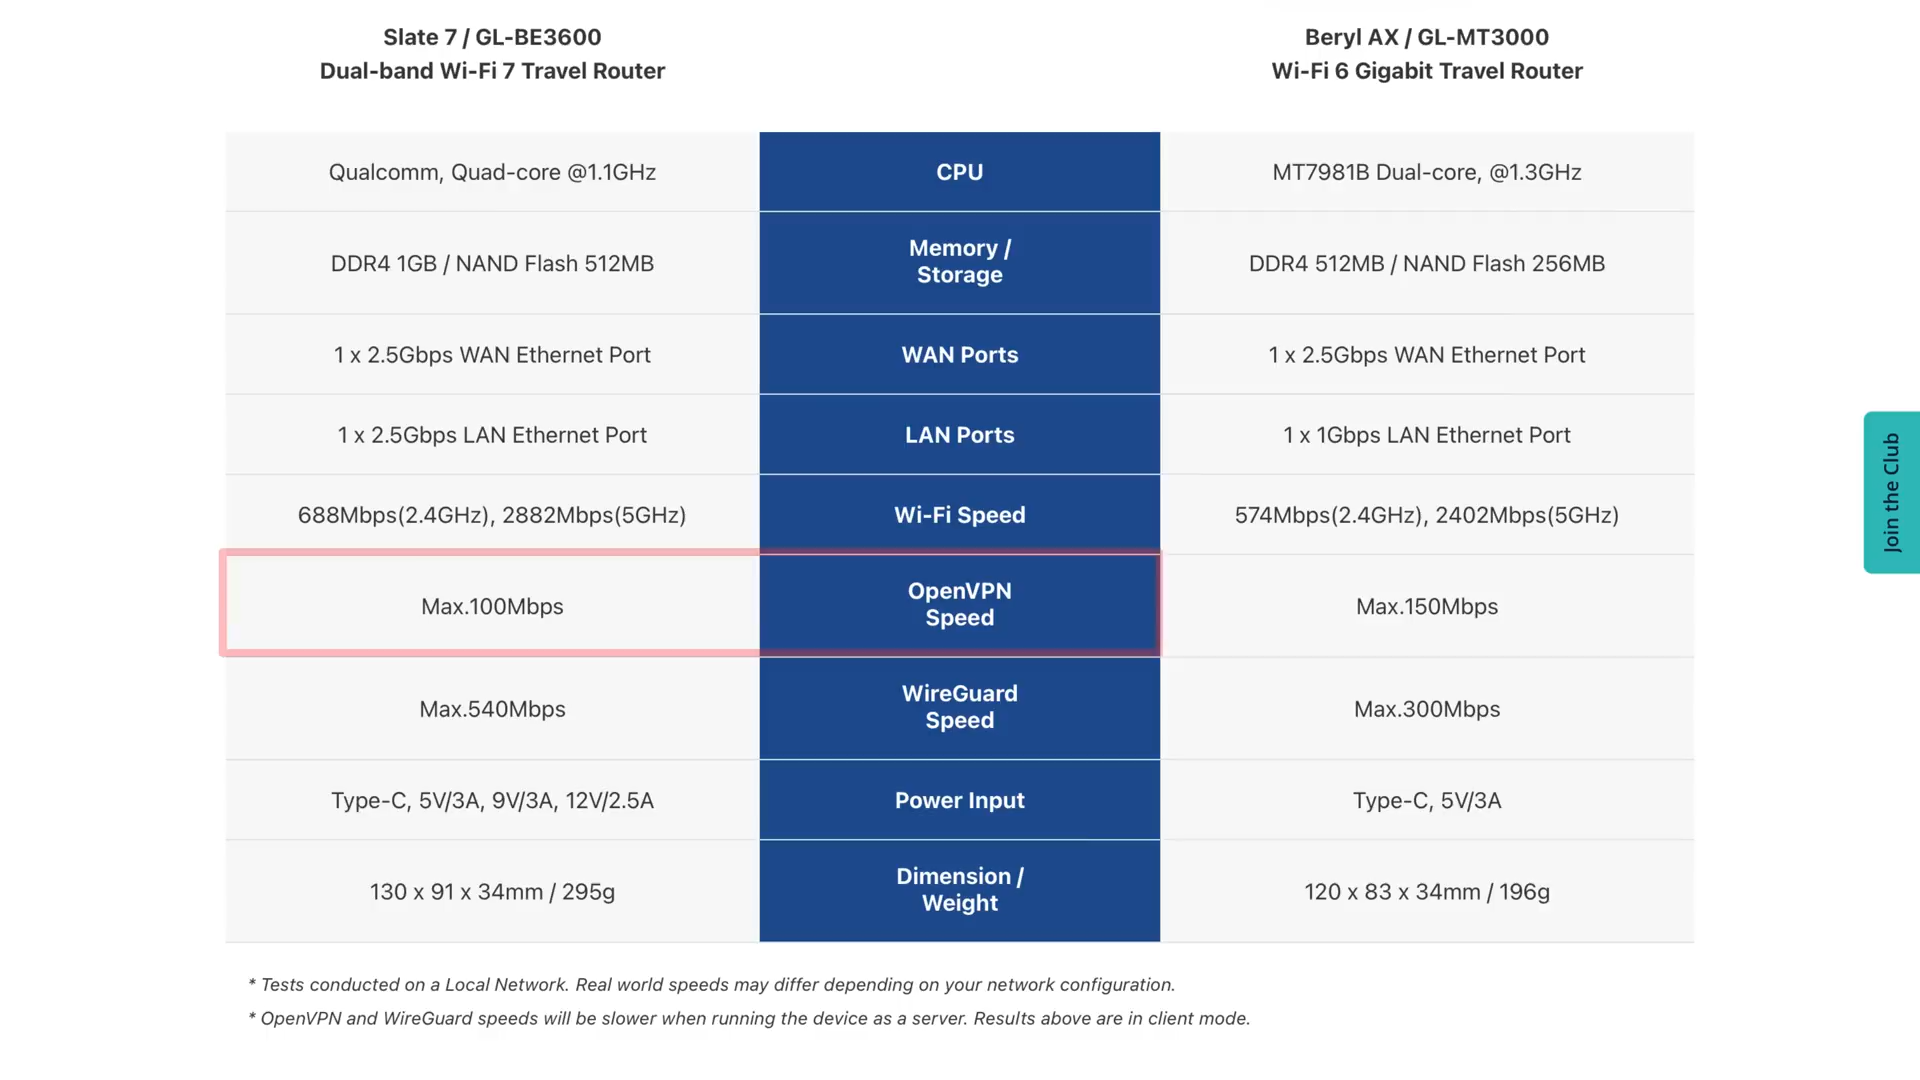 Slate 7 / GL-BE3600
Dual-band Wi-Fi 7 Travel Router
Beryl AX / GL-MT3000
Wi-Fi 6 Gigabit Travel Router
Qualcomm, Quad-core @1.1GHz
CPU
MT7981B Dual-core, @1.3GHz
DDR4 1GB / NAND Flash 512MB
Memory /
Storage
DDR4 512MB / NAND Flash 256MB
1 x 2.5Gbps WAN Ethernet Port
WAN Ports
1 x 2.5Gbps WAN Ethernet Port
1 x 2.5Gbps LAN Ethernet Port
LAN Ports
1 x 1Gbps LAN Ethernet Port
688Mbps(2.4GHz), 2882Mbps(5GHz)
Wi-Fi Speed
574Mbps(2.4GHz), 2402Mbps(5GHz)
Max.100Mbps
OpenVPN
Speed
Max.150Mbps
Max.540Mbps
WireGuard
Speed
Max.300Mbps
Type-C, 5V/3A, 9V/3A, 12V/2.5A
Power Input
Type-C, 5V/3A
130 x 91 x 34mm / 295g
Dimension /
Weight
120 x 83 x 34mm / 196g
* Tests conducted on a Local Network. Real world speeds may differ depending on your network configuration.
* OpenVPN and WireGuard speeds will be slower when running the device as a server. Results above are in client mode.
Join the Club